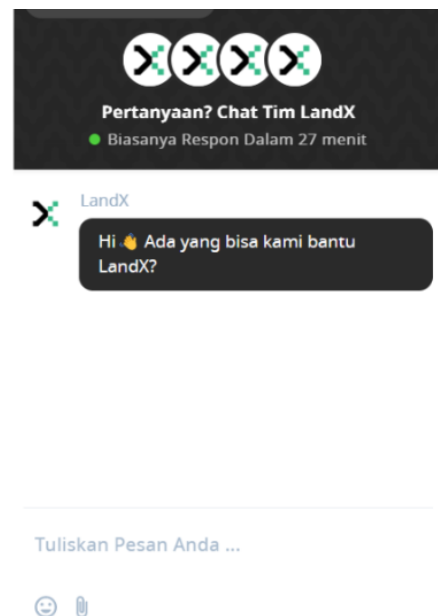 Pertanyaan? Chat Tim LandX
Biasanya Respon Dalam 27 menit
LandX
Hi 👋 Ada yang bisa kami bantu
LandX?
Tuliskan Pesan Anda ...